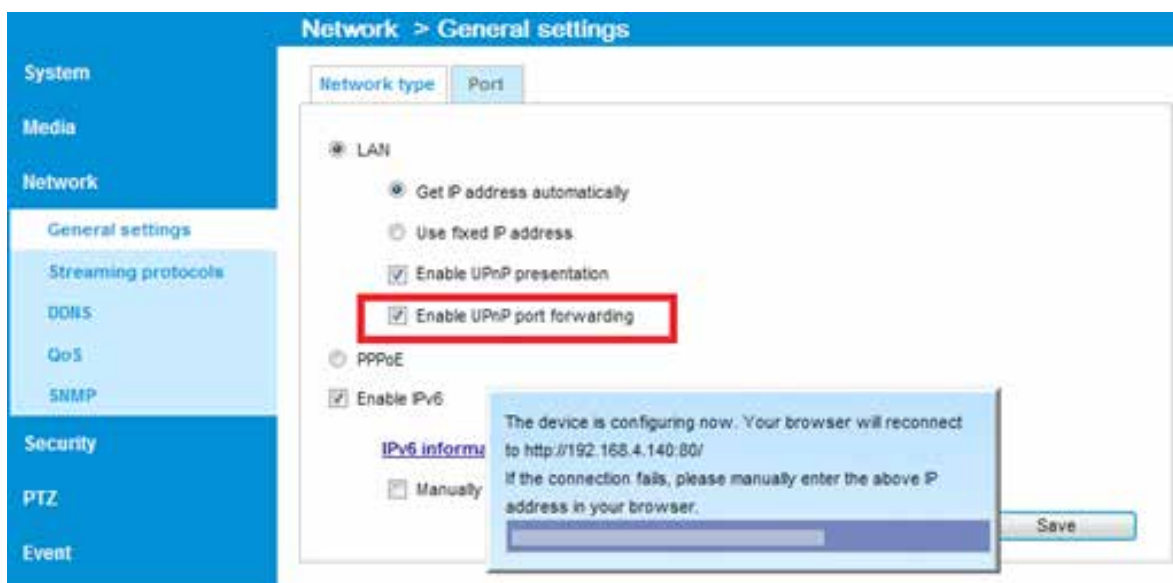 Network > General settings
System
Media
Network
General settings
Streaming protocols
DDNS
QoS
SNMP
Security
PTZ
Event
Network type
Port
LAN
Get IP address automatically
Use fixed IP address
Enable UPnP presentation
Enable UPnP port forwarding
PPPoE
Enable IPv6
IPv6 informa
Manually
The device is configuring now. Your browser will reconnect
to http://192.168.4.140:80/
If the connection fails, please manually enter the above IP
address in your browser.
Save